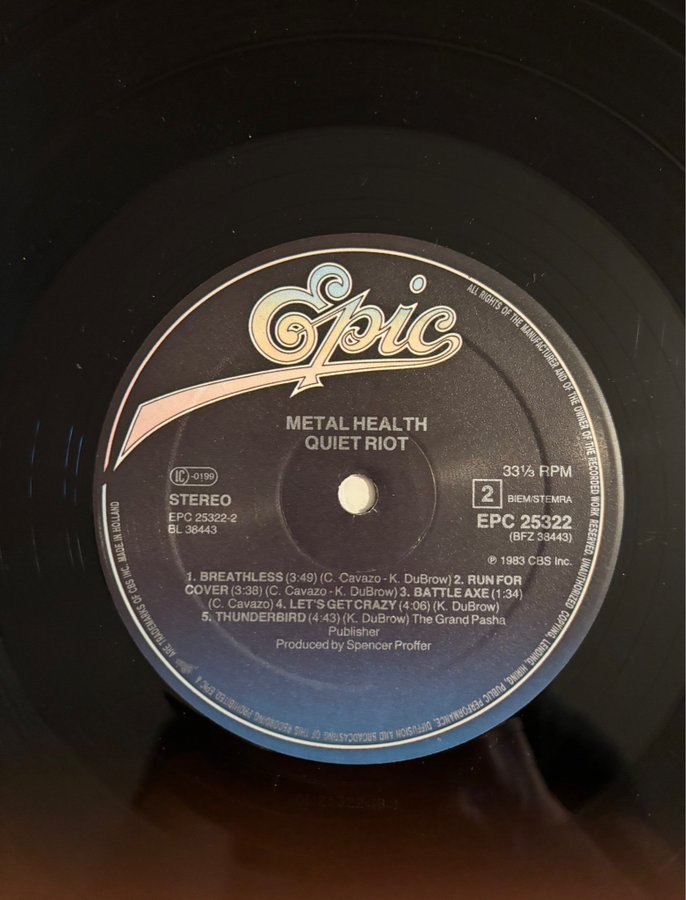 Epic
METAL HEALTH
QUIET RIOT
IC -0199
STEREO
EPC 25322-2
BL 38443
33⅓ RPM
2 BIEM/STEMRA
EPC 25322
(BFZ 38443)
℗ 1983 CBS Inc.
1. BREATHLESS (3:49) (C. Cavazo - K. DuBrow) 2. RUN FOR
COVER (3:38) (C. Cavazo - K. DuBrow) 3. BATTLE AXE (1:34)
(C. Cavazo) 4. LET'S GET CRAZY (4:06) (K. DuBrow)
5. THUNDERBIRD (4:43) (K. DuBrow) The Grand Pasha
Publisher
Produced by Spencer Proffer
ALL RIGHTS OF THE MANUFACTURER AND OF THE OWNER OF THE RECORDED WORK RESERVED. UNAUTHORIZED COPYING, LENDING, HIRING, PUBLIC PERFORMANCE, DIFFUSION AND BROADCASTING OF THIS RECORDING PROHIBITED. EPIC & ARE TRADEMARKS OF CBS INC. MADE IN HOLLAND